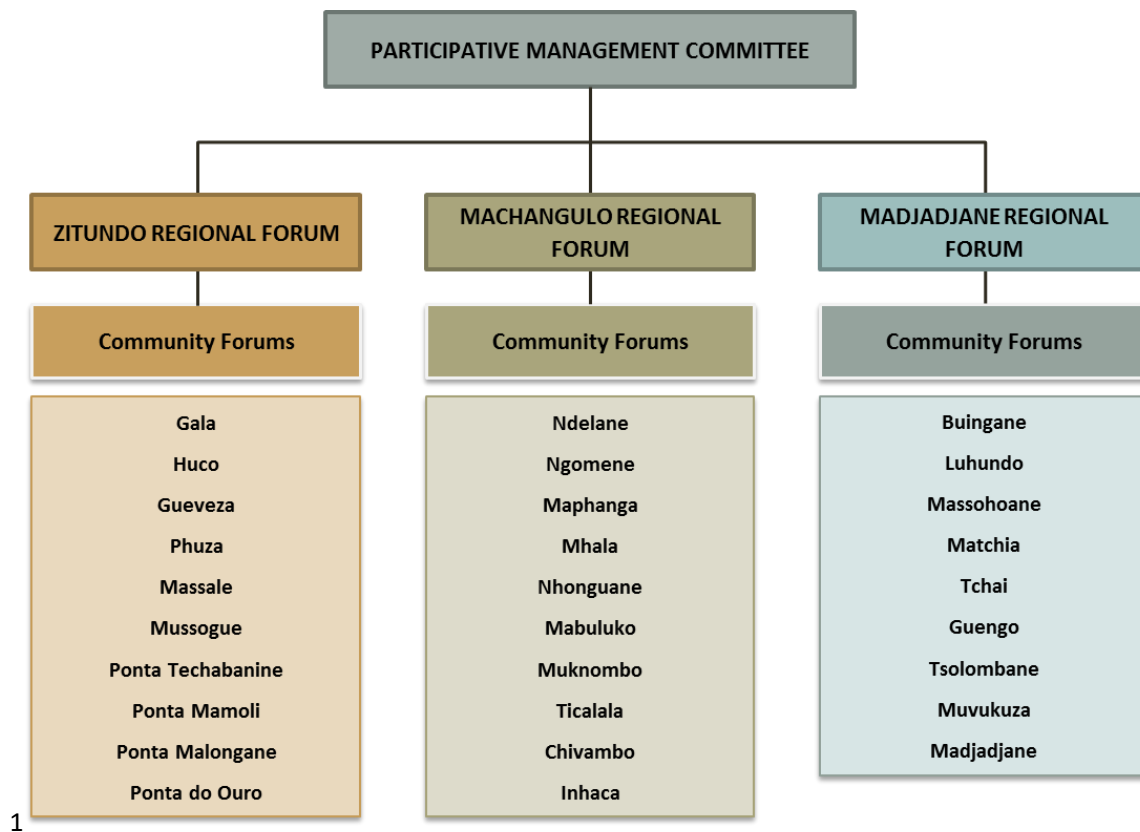 PARTICIPATIVE MANAGEMENT COMMITTEE
ZITUNDO REGIONAL FORUM
Community Forums
Gala
Huco
Gueveza
Phuza
Massale
Mussogue
Ponta Techabanine
Ponta Mamoli
Ponta Malongane
Ponta do Ouro
MACHANGULO REGIONAL
FORUM
Community Forums
Ndelane
Ngomene
Maphanga
Mhala
Nhonguane
Mabuluko
Muknombo
Ticalala
Chivambo
Inhaca
MADJADJANE REGIONAL
FORUM
Community Forums
Buingane
Luhundo
Massohoane
Matchia
Tchai
Guengo
Tsolombane
Muvukuza
Madjadjane
1